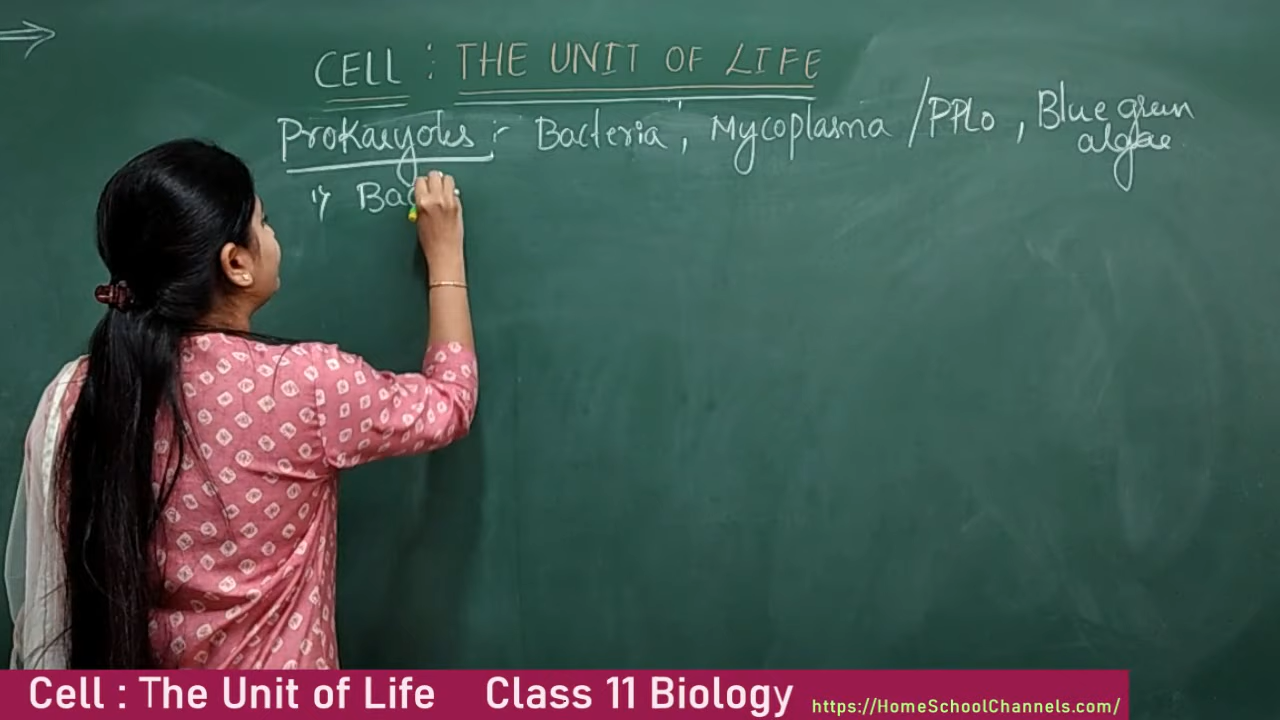 CELL : THE UNIT OF LIFE
Prokaryotes :- Bacteria, Mycoplasma / PPLO, Blue green
algae
i) Bac
Cell : The Unit of Life Class 11 Biology https://HomeSchoolChannels.com/